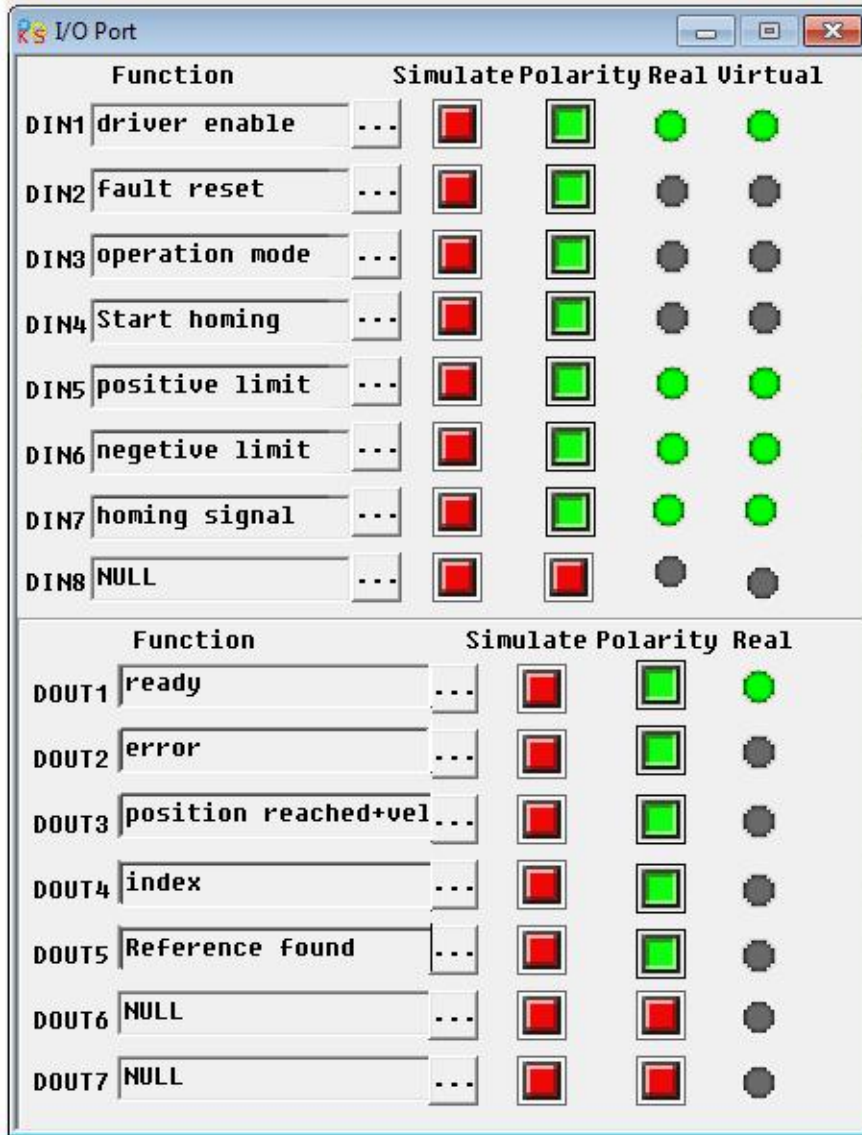 I/O Port
Function Simulate Polarity Real Virtual
DIN1 driver enable ...
DIN2 fault reset ...
DIN3 operation mode ...
DIN4 Start homing ...
DIN5 positive limit ...
DIN6 negetive limit ...
DIN7 homing signal ...
DIN8 NULL ...
Function Simulate Polarity Real
DOUT1 ready ...
DOUT2 error ...
DOUT3 position reached+vel ...
DOUT4 index ...
DOUT5 Reference found ...
DOUT6 NULL ...
DOUT7 NULL ...